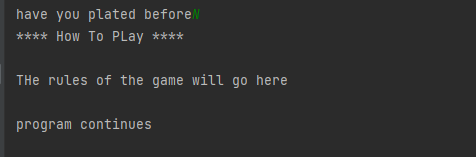 have you plated beforeN
**** How To PLay ****
THe rules of the game will go here
program continues